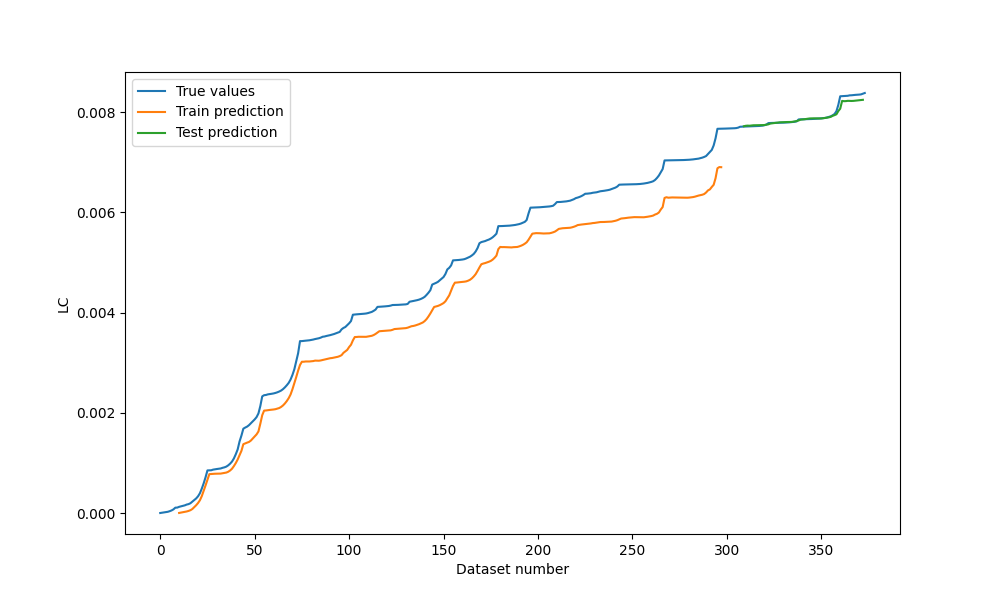 True values
Train prediction
Test prediction
0.008
0.006
0.004
0.002
0.000
LC
0 50 100 150 200 250 300 350
Dataset number